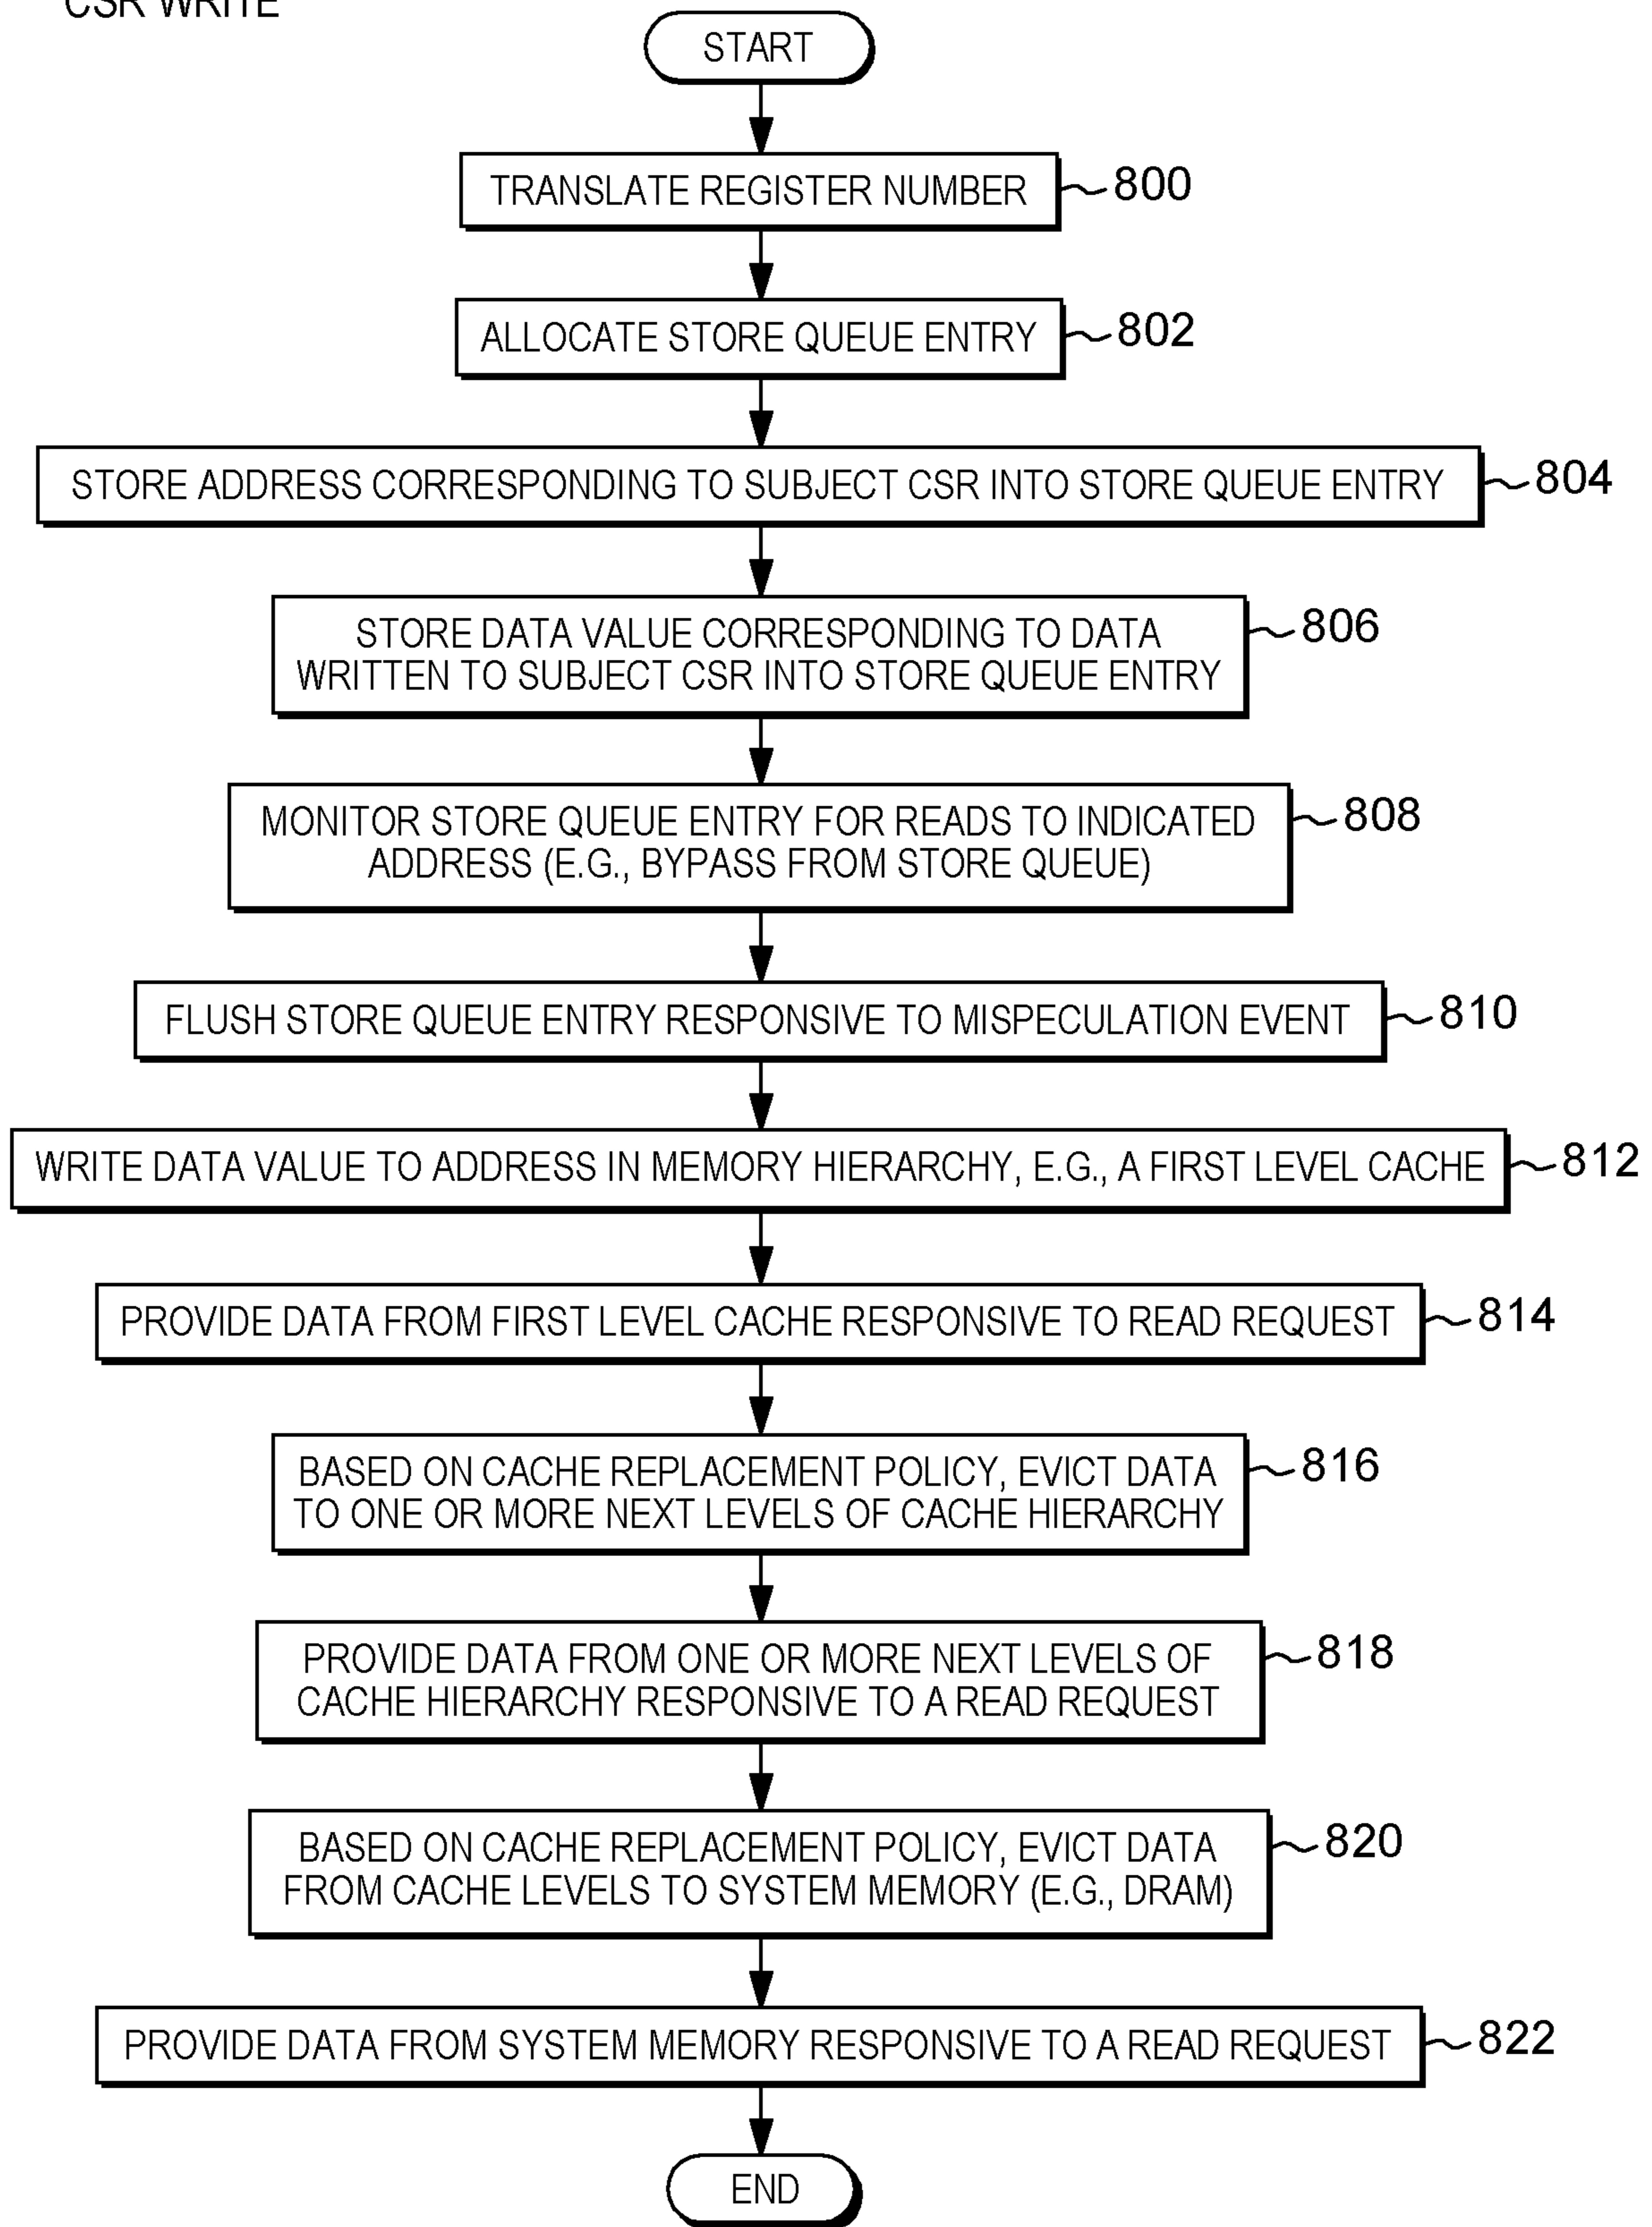 CSR WRITE
START
TRANSLATE REGISTER NUMBER
800
ALLOCATE STORE QUEUE ENTRY
802
STORE ADDRESS CORRESPONDING TO SUBJECT CSR INTO STORE QUEUE ENTRY
804
STORE DATA VALUE CORRESPONDING TO DATA
WRITTEN TO SUBJECT CSR INTO STORE QUEUE ENTRY
806
MONITOR STORE QUEUE ENTRY FOR READS TO INDICATED
ADDRESS (E.G., BYPASS FROM STORE QUEUE)
808
FLUSH STORE QUEUE ENTRY RESPONSIVE TO MISPECULATION EVENT
810
WRITE DATA VALUE TO ADDRESS IN MEMORY HIERARCHY, E.G., A FIRST LEVEL CACHE
812
PROVIDE DATA FROM FIRST LEVEL CACHE RESPONSIVE TO READ REQUEST
814
BASED ON CACHE REPLACEMENT POLICY, EVICT DATA
TO ONE OR MORE NEXT LEVELS OF CACHE HIERARCHY
816
PROVIDE DATA FROM ONE OR MORE NEXT LEVELS OF
CACHE HIERARCHY RESPONSIVE TO A READ REQUEST
818
BASED ON CACHE REPLACEMENT POLICY, EVICT DATA
FROM CACHE LEVELS TO SYSTEM MEMORY (E.G., DRAM)
820
PROVIDE DATA FROM SYSTEM MEMORY RESPONSIVE TO A READ REQUEST
822
END